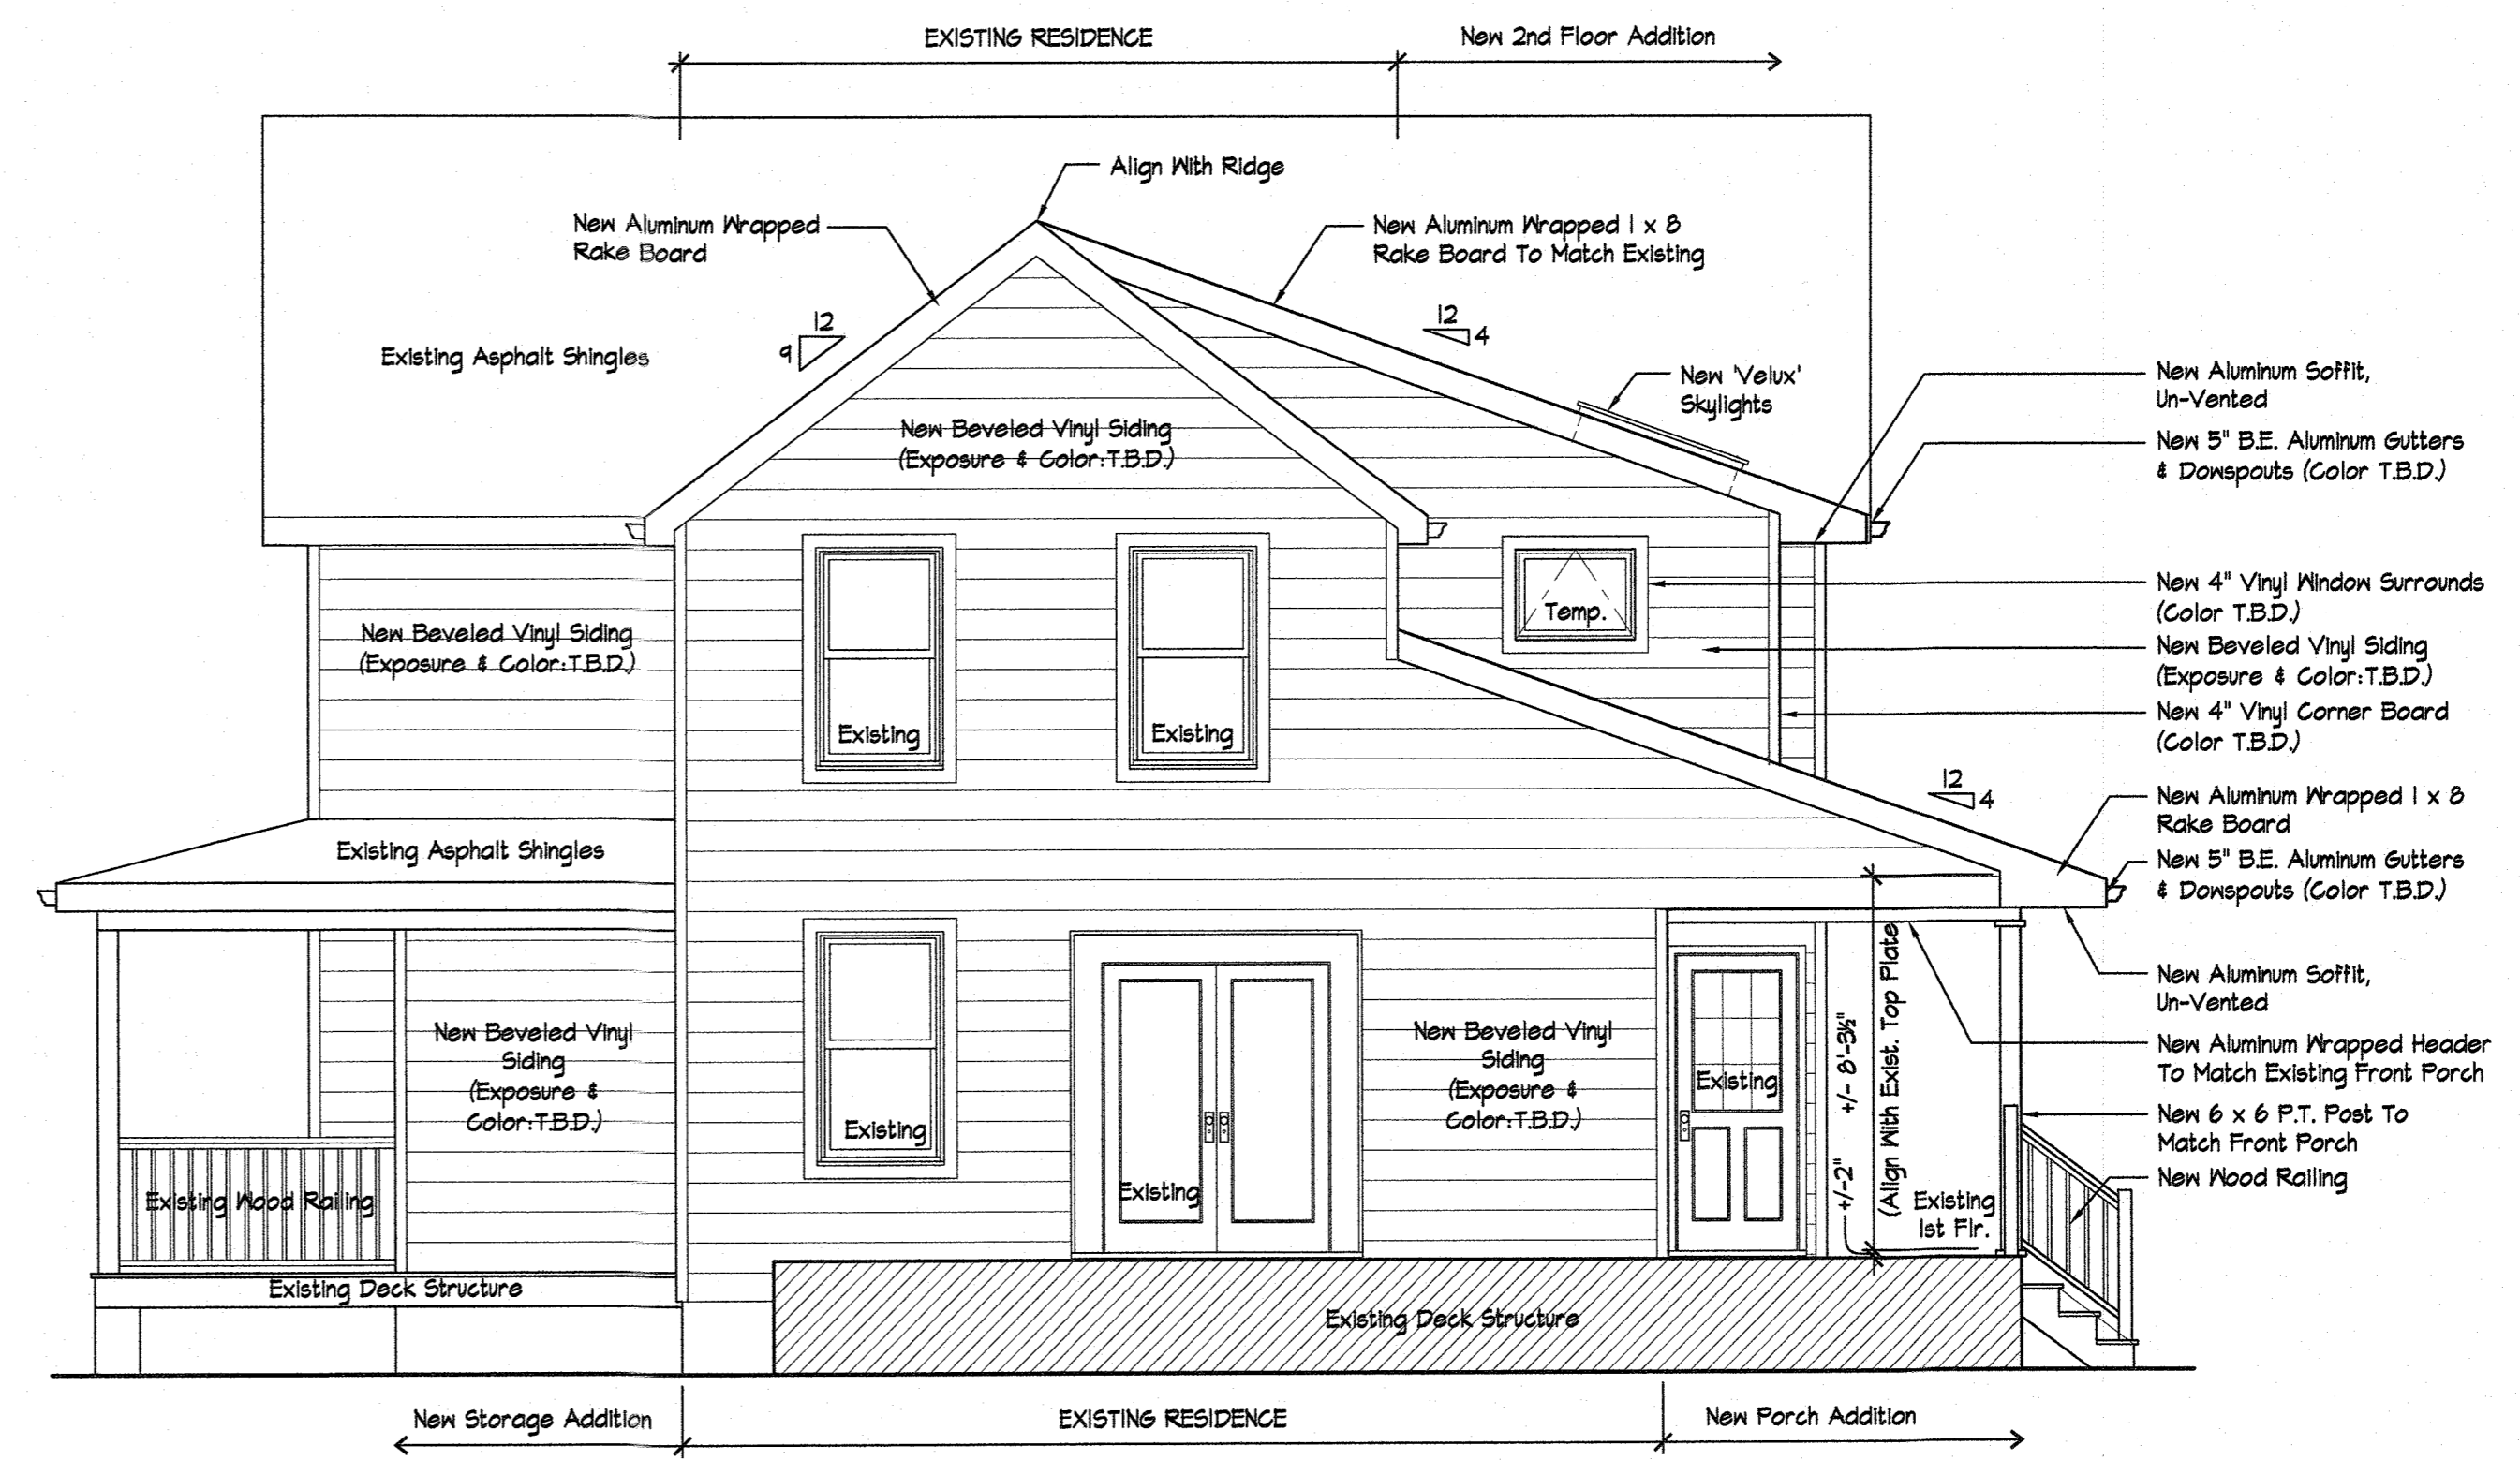 EXISTING RESIDENCE
New 2nd Floor Addition
Align With Ridge
New Aluminum Wrapped
Rake Board
New Aluminum Wrapped 1 x 8
Rake Board To Match Existing
12
9
12
4
Existing Asphalt Shingles
New 'Velux'
Skylights
New Beveled Vinyl Siding
(Exposure & Color:T.B.D.)
New Aluminum Soffit,
Un-Vented
New 5" B.E. Aluminum Gutters
& Dowspouts (Color T.B.D.)
New 4" Vinyl Window Surrounds
(Color T.B.D.)
Temp.
New Beveled Vinyl Siding
(Exposure & Color:T.B.D.)
New Beveled Vinyl Siding
(Exposure & Color:T.B.D.)
New 4" Vinyl Corner Board
(Color T.B.D.)
Existing
Existing
12
4
New Aluminum Wrapped 1 x 8
Rake Board
New 5" B.E. Aluminum Gutters
& Dowspouts (Color T.B.D.)
Existing Asphalt Shingles
New Aluminum Soffit,
Un-Vented
New Aluminum Wrapped Header
To Match Existing Front Porch
New 6 x 6 P.T. Post To
Match Front Porch
New Wood Railing
New Beveled Vinyl
Siding
(Exposure &
Color:T.B.D.)
New Beveled Vinyl
Siding
(Exposure &
Color:T.B.D.)
Existing
Existing
Existing
+/- 8'-3½"
(Align With Exist. Top Plate
+/-2"
Existing
1st Flr.
Existing Wood Railing
Existing Deck Structure
Existing Deck Structure
New Storage Addition
EXISTING RESIDENCE
New Porch Addition